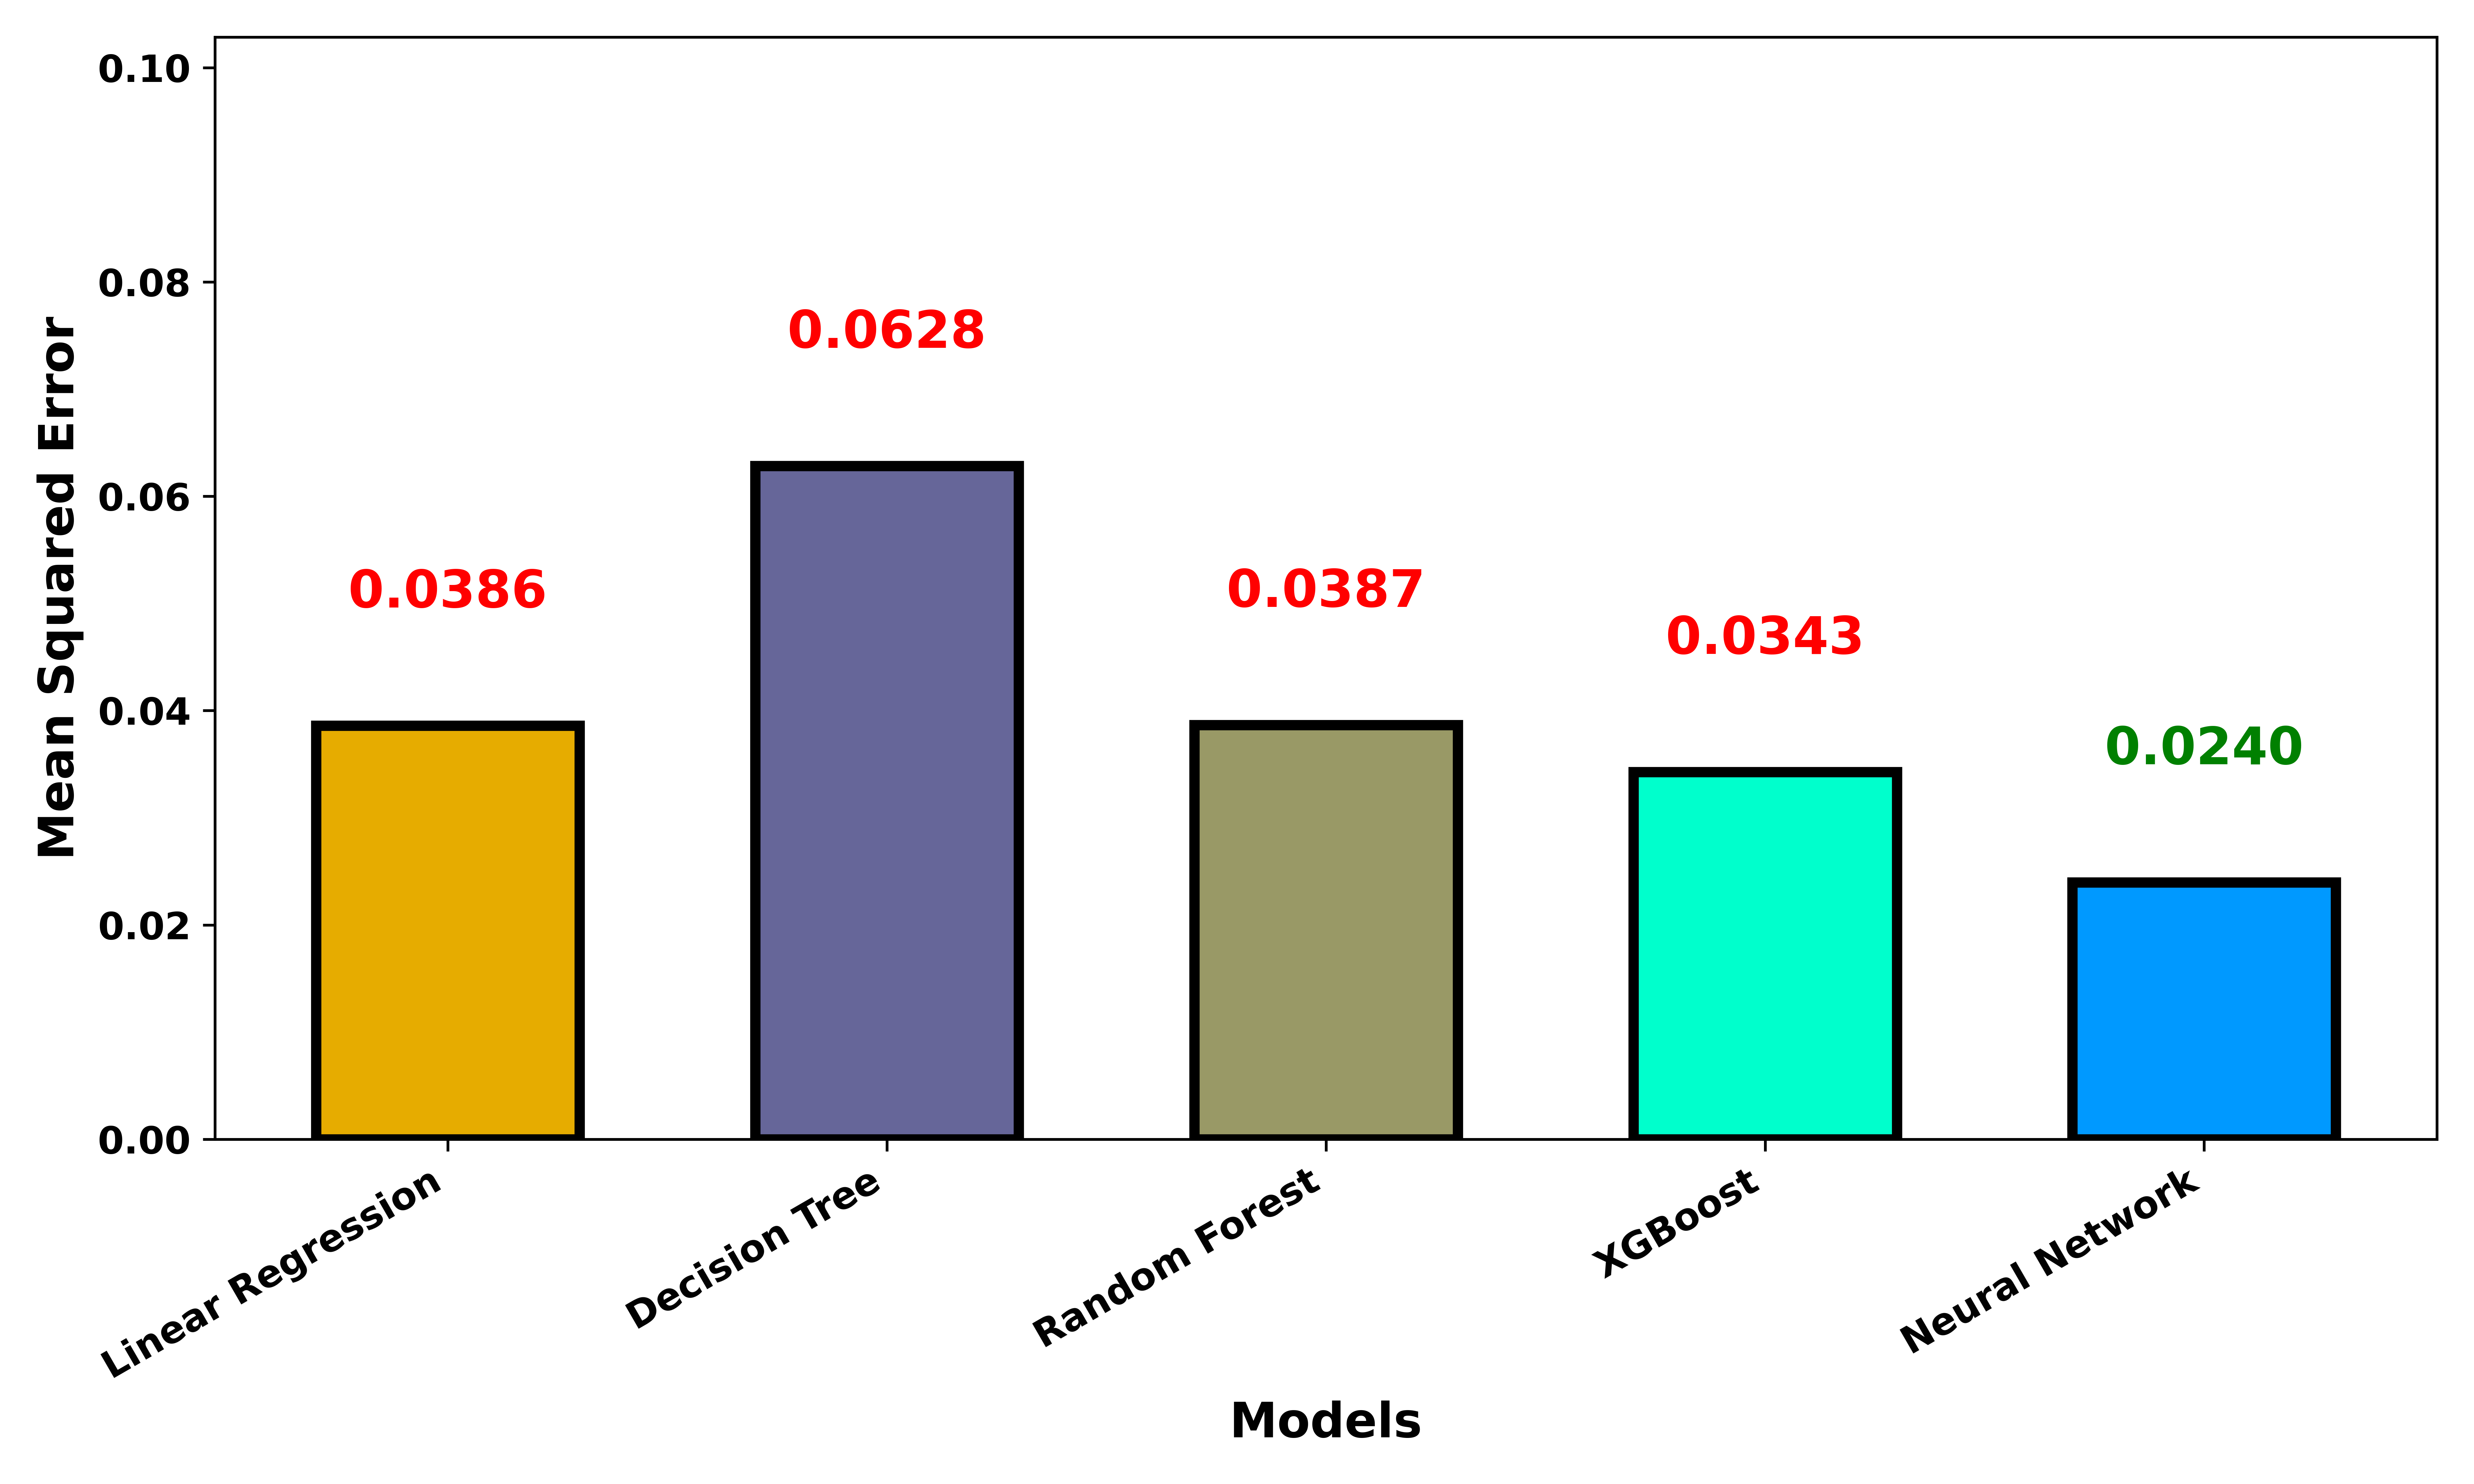 Mean Squared Error
0.10
0.08
0.06
0.04
0.02
0.00
0.0386
0.0628
0.0387
0.0343
0.0240
Linear Regression
Decision Tree
Random Forest
XGBoost
Neural Network
Models